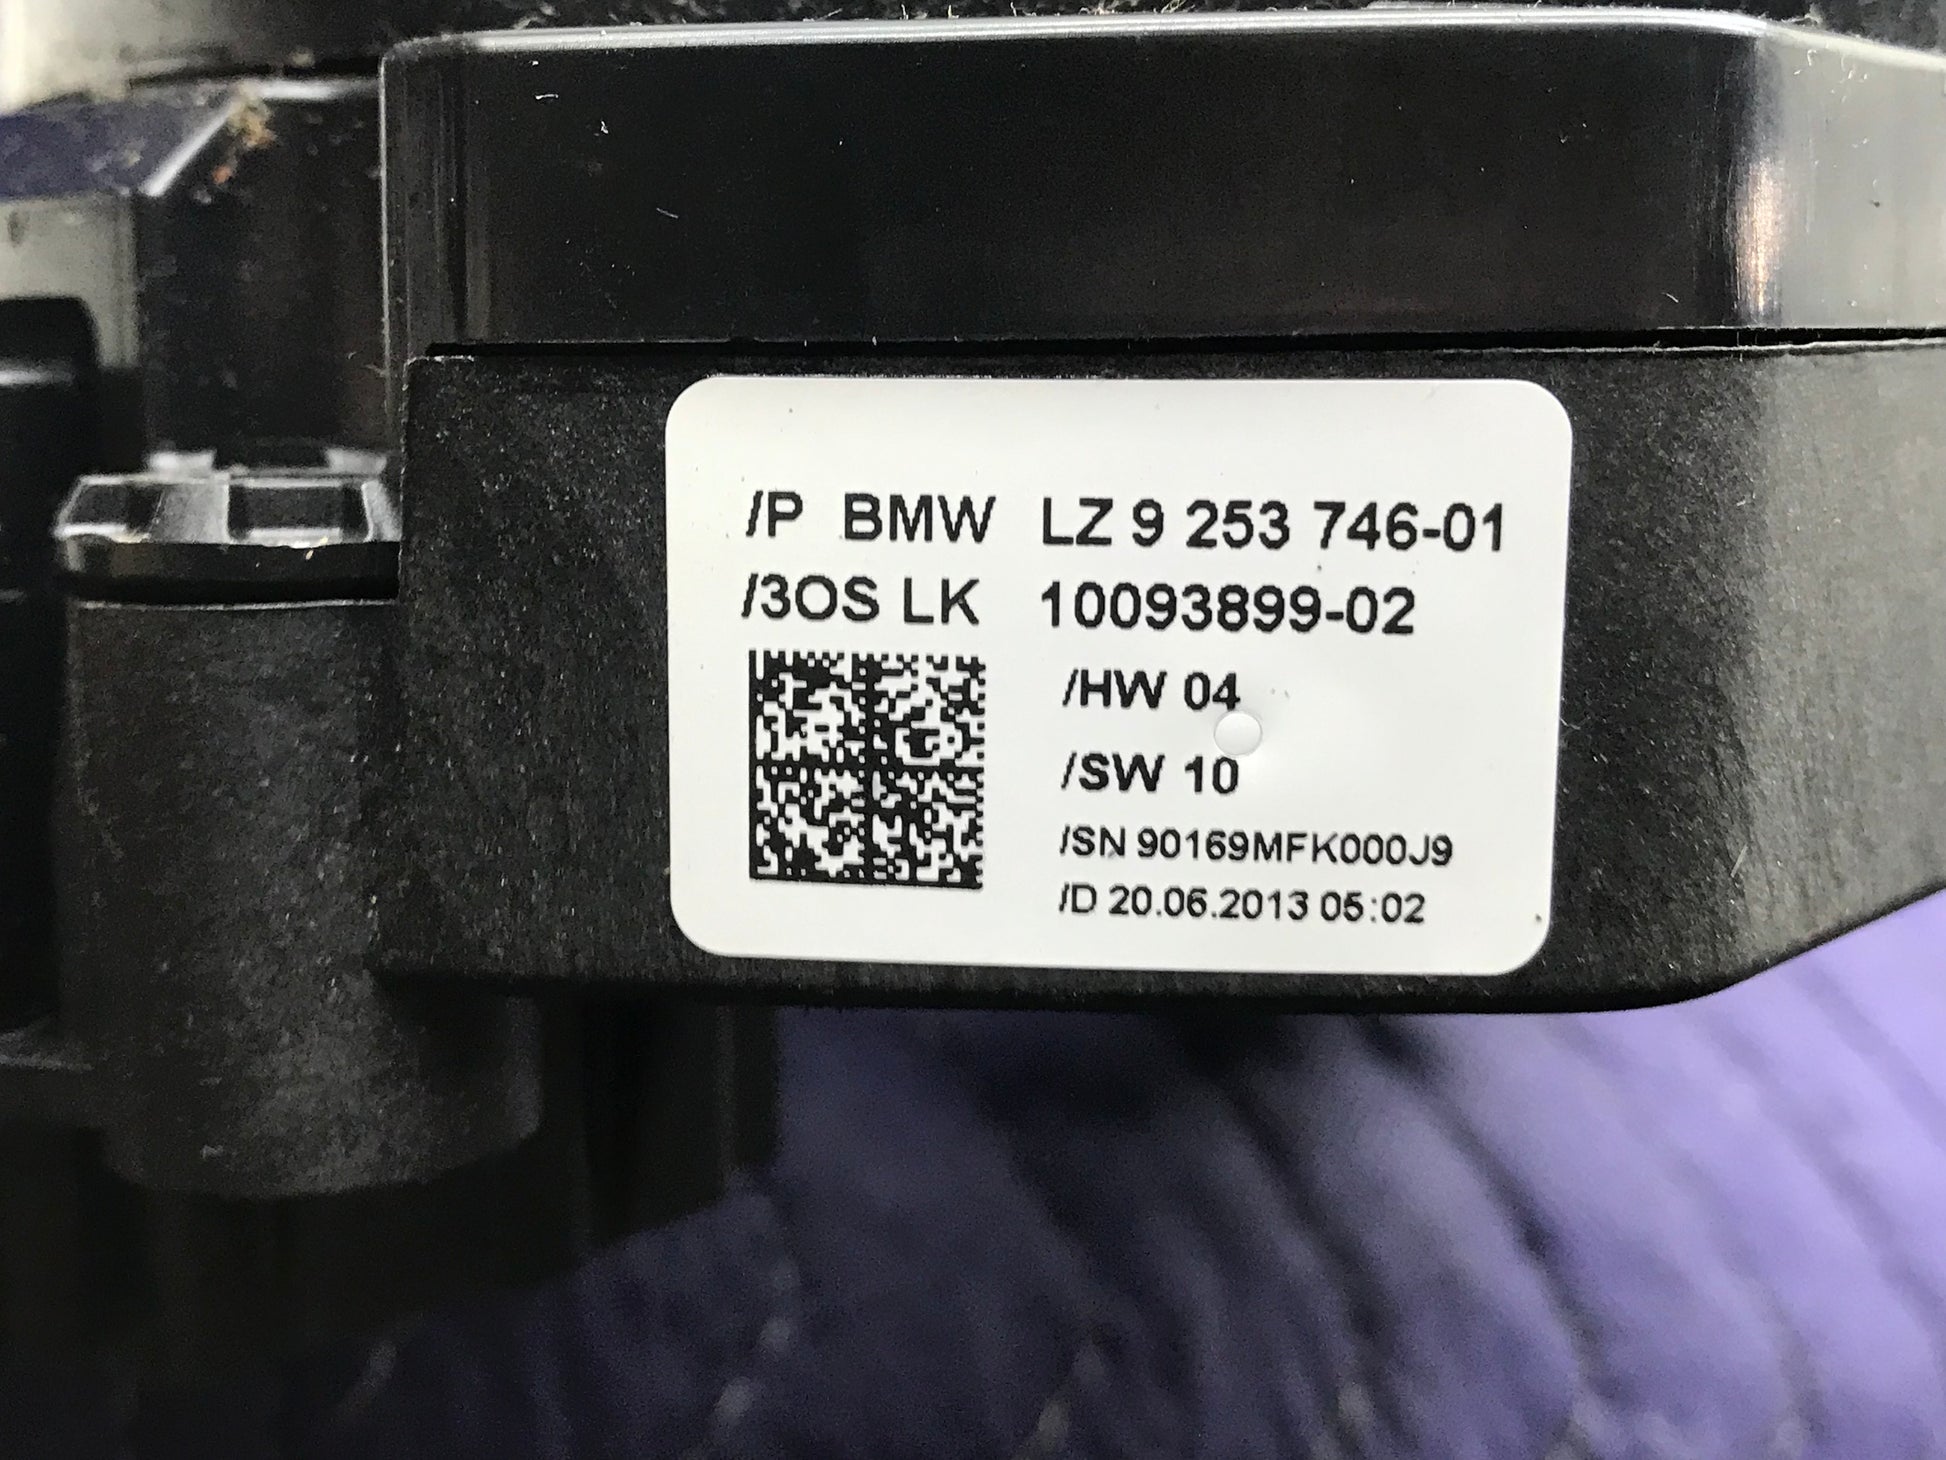 /P BMW LZ 9 253 746-01
/3OS LK 10093899-02
/HW 04
/SW 10
/SN 90169MFK000J9
/D 20.06.2013 05:02